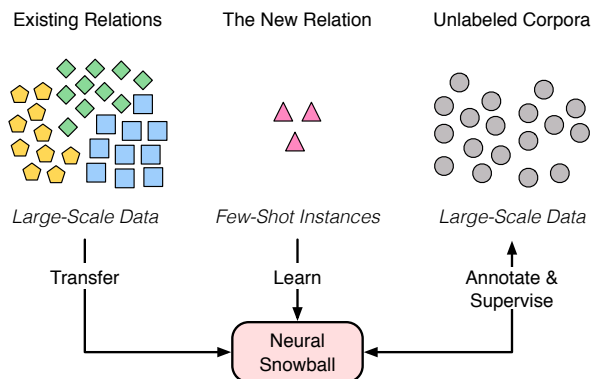 Existing Relations
The New Relation
Unlabeled Corpora
Large-Scale Data
Few-Shot Instances
Large-Scale Data
Transfer
Learn
Annotate &
Supervise
Neural
Snowball